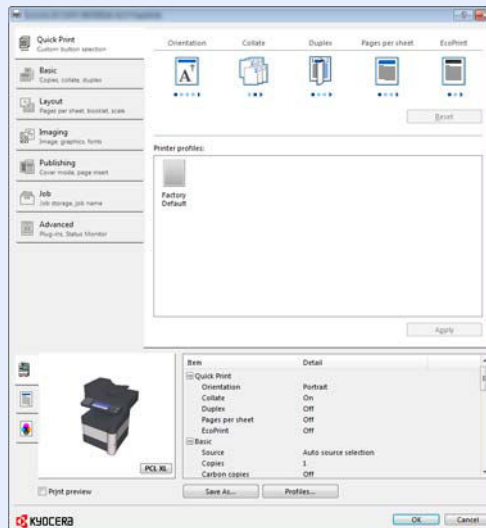 Quick Print
Custom button selection
Basic
Copies, collate, duplex
Layout
Pages per sheet, booklet, scale
Imaging
Image, graphics, fonts
Publishing
Cover mode, page insert
Job
Job storage, job name
Advanced
Plug-ins, Status Monitor
Orientation Collate Duplex Pages per sheet EcoPrint
A
Reset
Printer profiles:
Factory
Default
Apply
Item Detail
Quick Print
Orientation Portrait
Collate On
Duplex Off
Pages per sheet Off
EcoPrint Off
Basic
Source Auto source selection
Copies 1
Carbon copies Off
PCL XL
Print preview
Save As... Profiles...
KYOCERA
OK Cancel